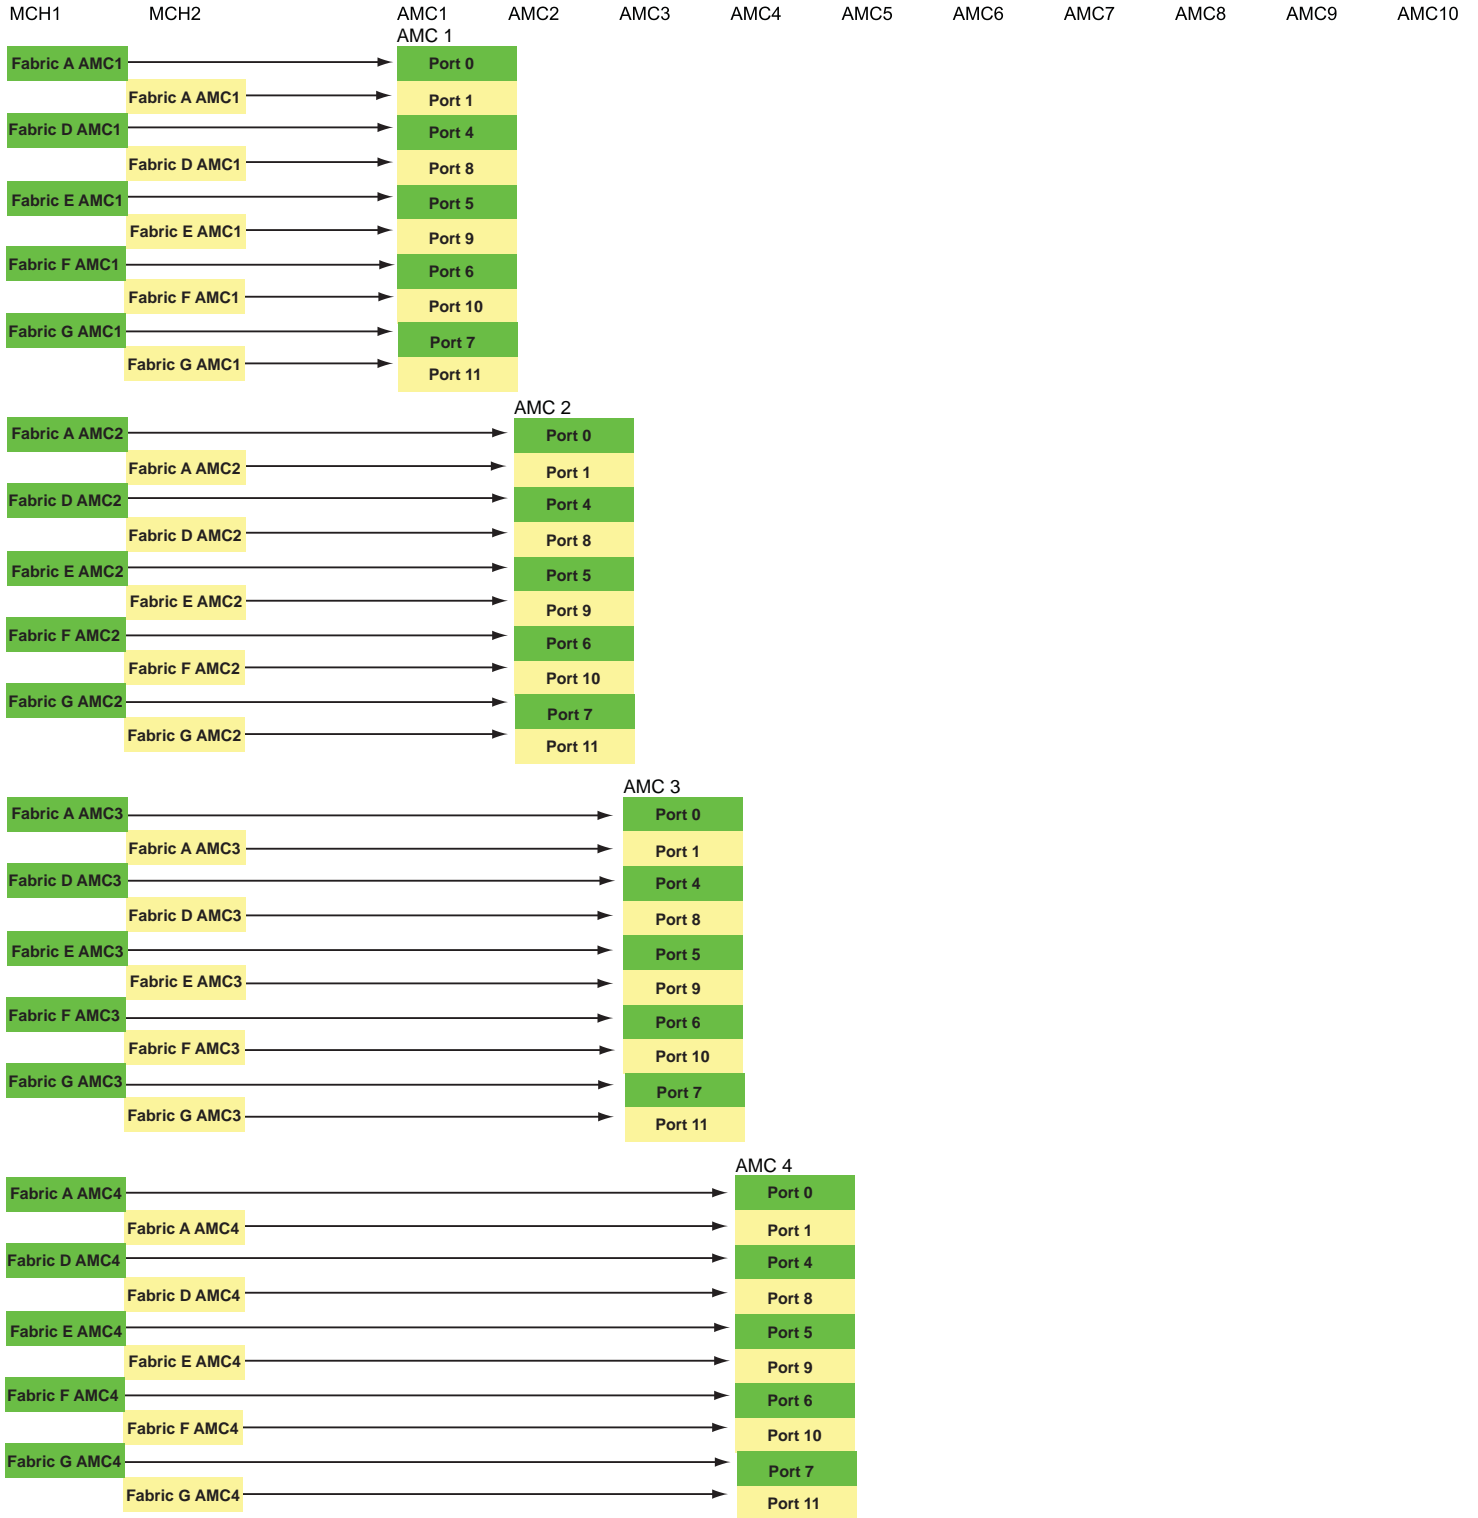 MCH1 MCH2 AMC1 AMC2 AMC3 AMC4 AMC5 AMC6 AMC7 AMC8 AMC9 AMC10
AMC 1
Fabric A AMC1 Port 0
Fabric A AMC1 Port 1
Fabric D AMC1 Port 4
Fabric D AMC1 Port 8
Fabric E AMC1 Port 5
Fabric E AMC1 Port 9
Fabric F AMC1 Port 6
Fabric F AMC1 Port 10
Fabric G AMC1 Port 7
Fabric G AMC1 Port 11
AMC 2
Fabric A AMC2 Port 0
Fabric A AMC2 Port 1
Fabric D AMC2 Port 4
Fabric D AMC2 Port 8
Fabric E AMC2 Port 5
Fabric E AMC2 Port 9
Fabric F AMC2 Port 6
Fabric F AMC2 Port 10
Fabric G AMC2 Port 7
Fabric G AMC2 Port 11
AMC 3
Fabric A AMC3 Port 0
Fabric A AMC3 Port 1
Fabric D AMC3 Port 4
Fabric D AMC3 Port 8
Fabric E AMC3 Port 5
Fabric E AMC3 Port 9
Fabric F AMC3 Port 6
Fabric F AMC3 Port 10
Fabric G AMC3 Port 7
Fabric G AMC3 Port 11
AMC 4
Fabric A AMC4 Port 0
Fabric A AMC4 Port 1
Fabric D AMC4 Port 4
Fabric D AMC4 Port 8
Fabric E AMC4 Port 5
Fabric E AMC4 Port 9
Fabric F AMC4 Port 6
Fabric F AMC4 Port 10
Fabric G AMC4 Port 7
Fabric G AMC4 Port 11